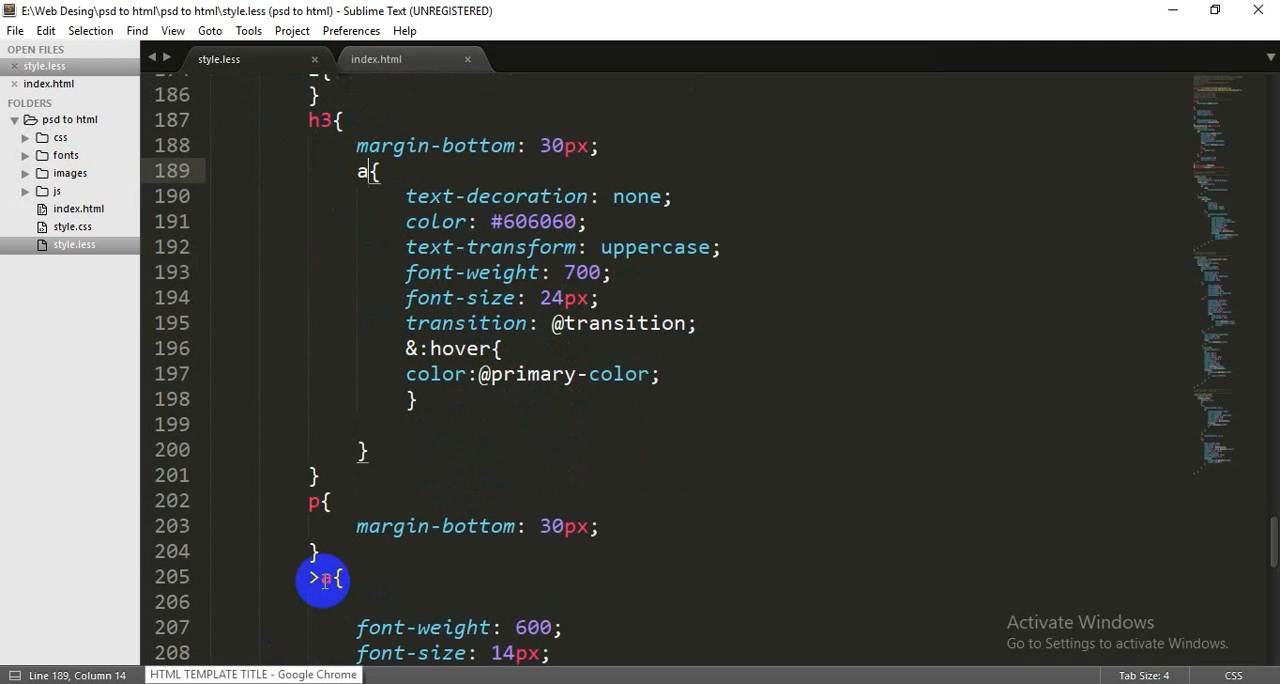 E:\Web Desing\psd to html\psd to html\style.less (psd to html) - Sublime Text (UNREGISTERED)
File Edit Selection Find View Goto Tools Project Preferences Help
OPEN FILES
style.less
index.html
FOLDERS
psd to html
css
fonts
images
js
index.html
style.css
style.less
style.less
index.html
186 }
187 h3{
188 margin-bottom: 30px;
189 a{
190 text-decoration: none;
191 color: #606060;
192 text-transform: uppercase;
193 font-weight: 700;
194 font-size: 24px;
195 transition: @transition;
196 &:hover{
197 color:@primary-color;
198 }
199
200 }
201 }
202 p{
203 margin-bottom: 30px;
204 }
205 >a{
206
207 font-weight: 600;
208 font-size: 14px;
Activate Windows
Go to Settings to activate Windows.
Line 189, Column 14
HTML TEMPLATE TITLE - Google Chrome
Tab Size: 4
CSS